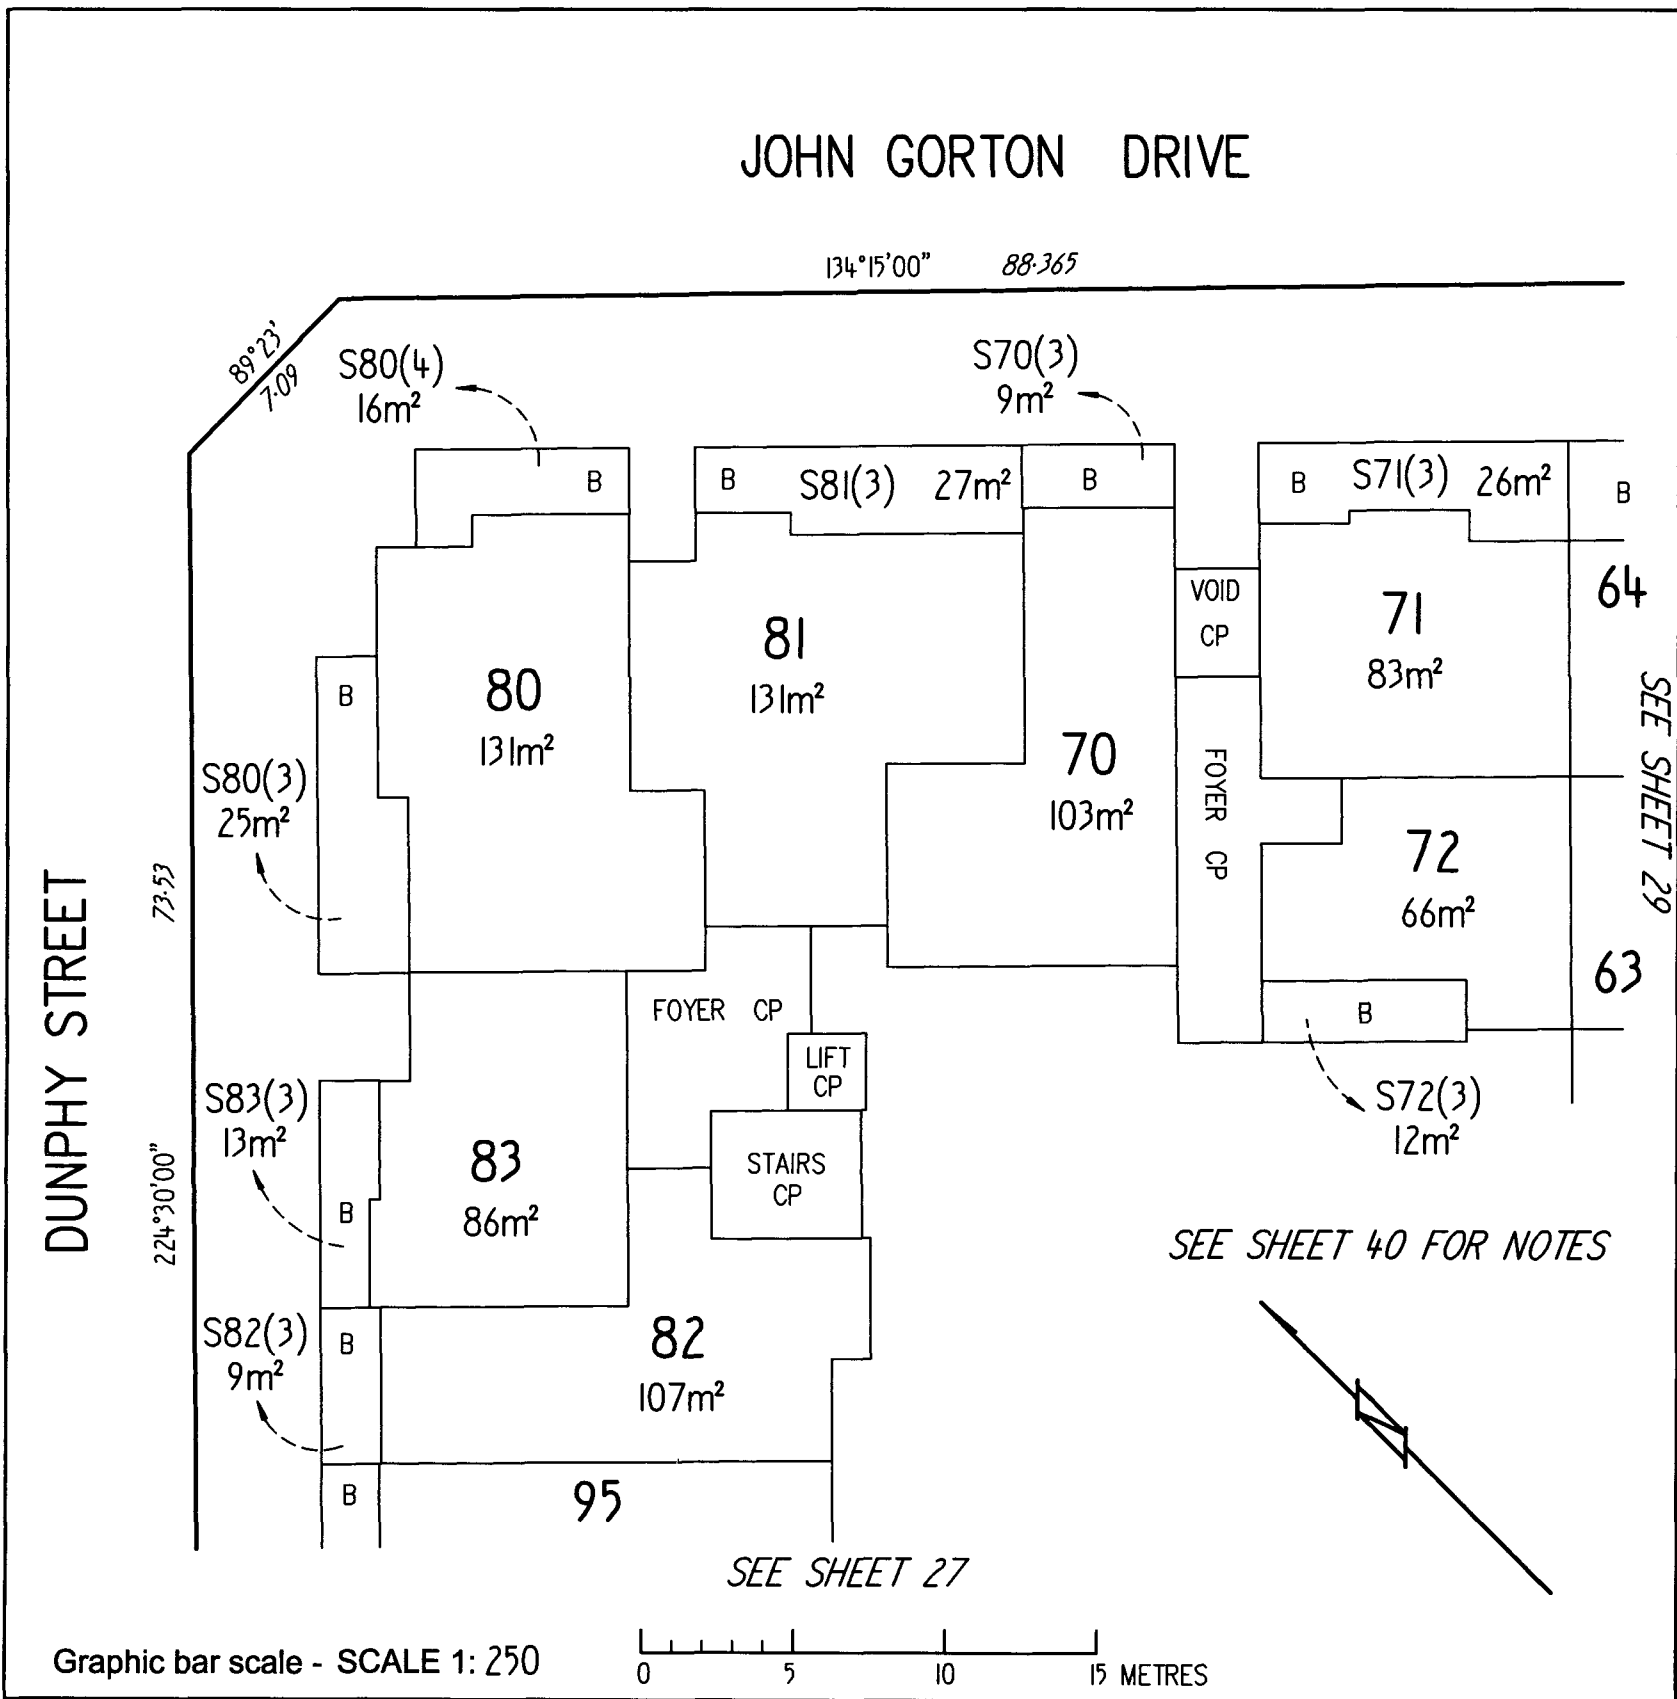 JOHN GORTON DRIVE
134°15'00" 88·365
89°23'
7·09
S80(4)
16m²
S70(3)
9m²
B
B
S81(3) 27m²
B
B
S71(3) 26m²
B
VOID
CP
64
71
83m²
81
131m²
80
131m²
B
S80(3)
25m²
70
103m²
FOYER CP
72
66m²
SEE SHEET 29
63
DUNPHY STREET
73·53
224°30'00"
FOYER CP
LIFT
CP
B
S72(3)
12m²
S83(3)
13m²
B
83
86m²
STAIRS
CP
SEE SHEET 40 FOR NOTES
S82(3)
9m²
B
82
107m²
B
95
SEE SHEET 27
Graphic bar scale - SCALE 1: 250
0 5 10 15 METRES